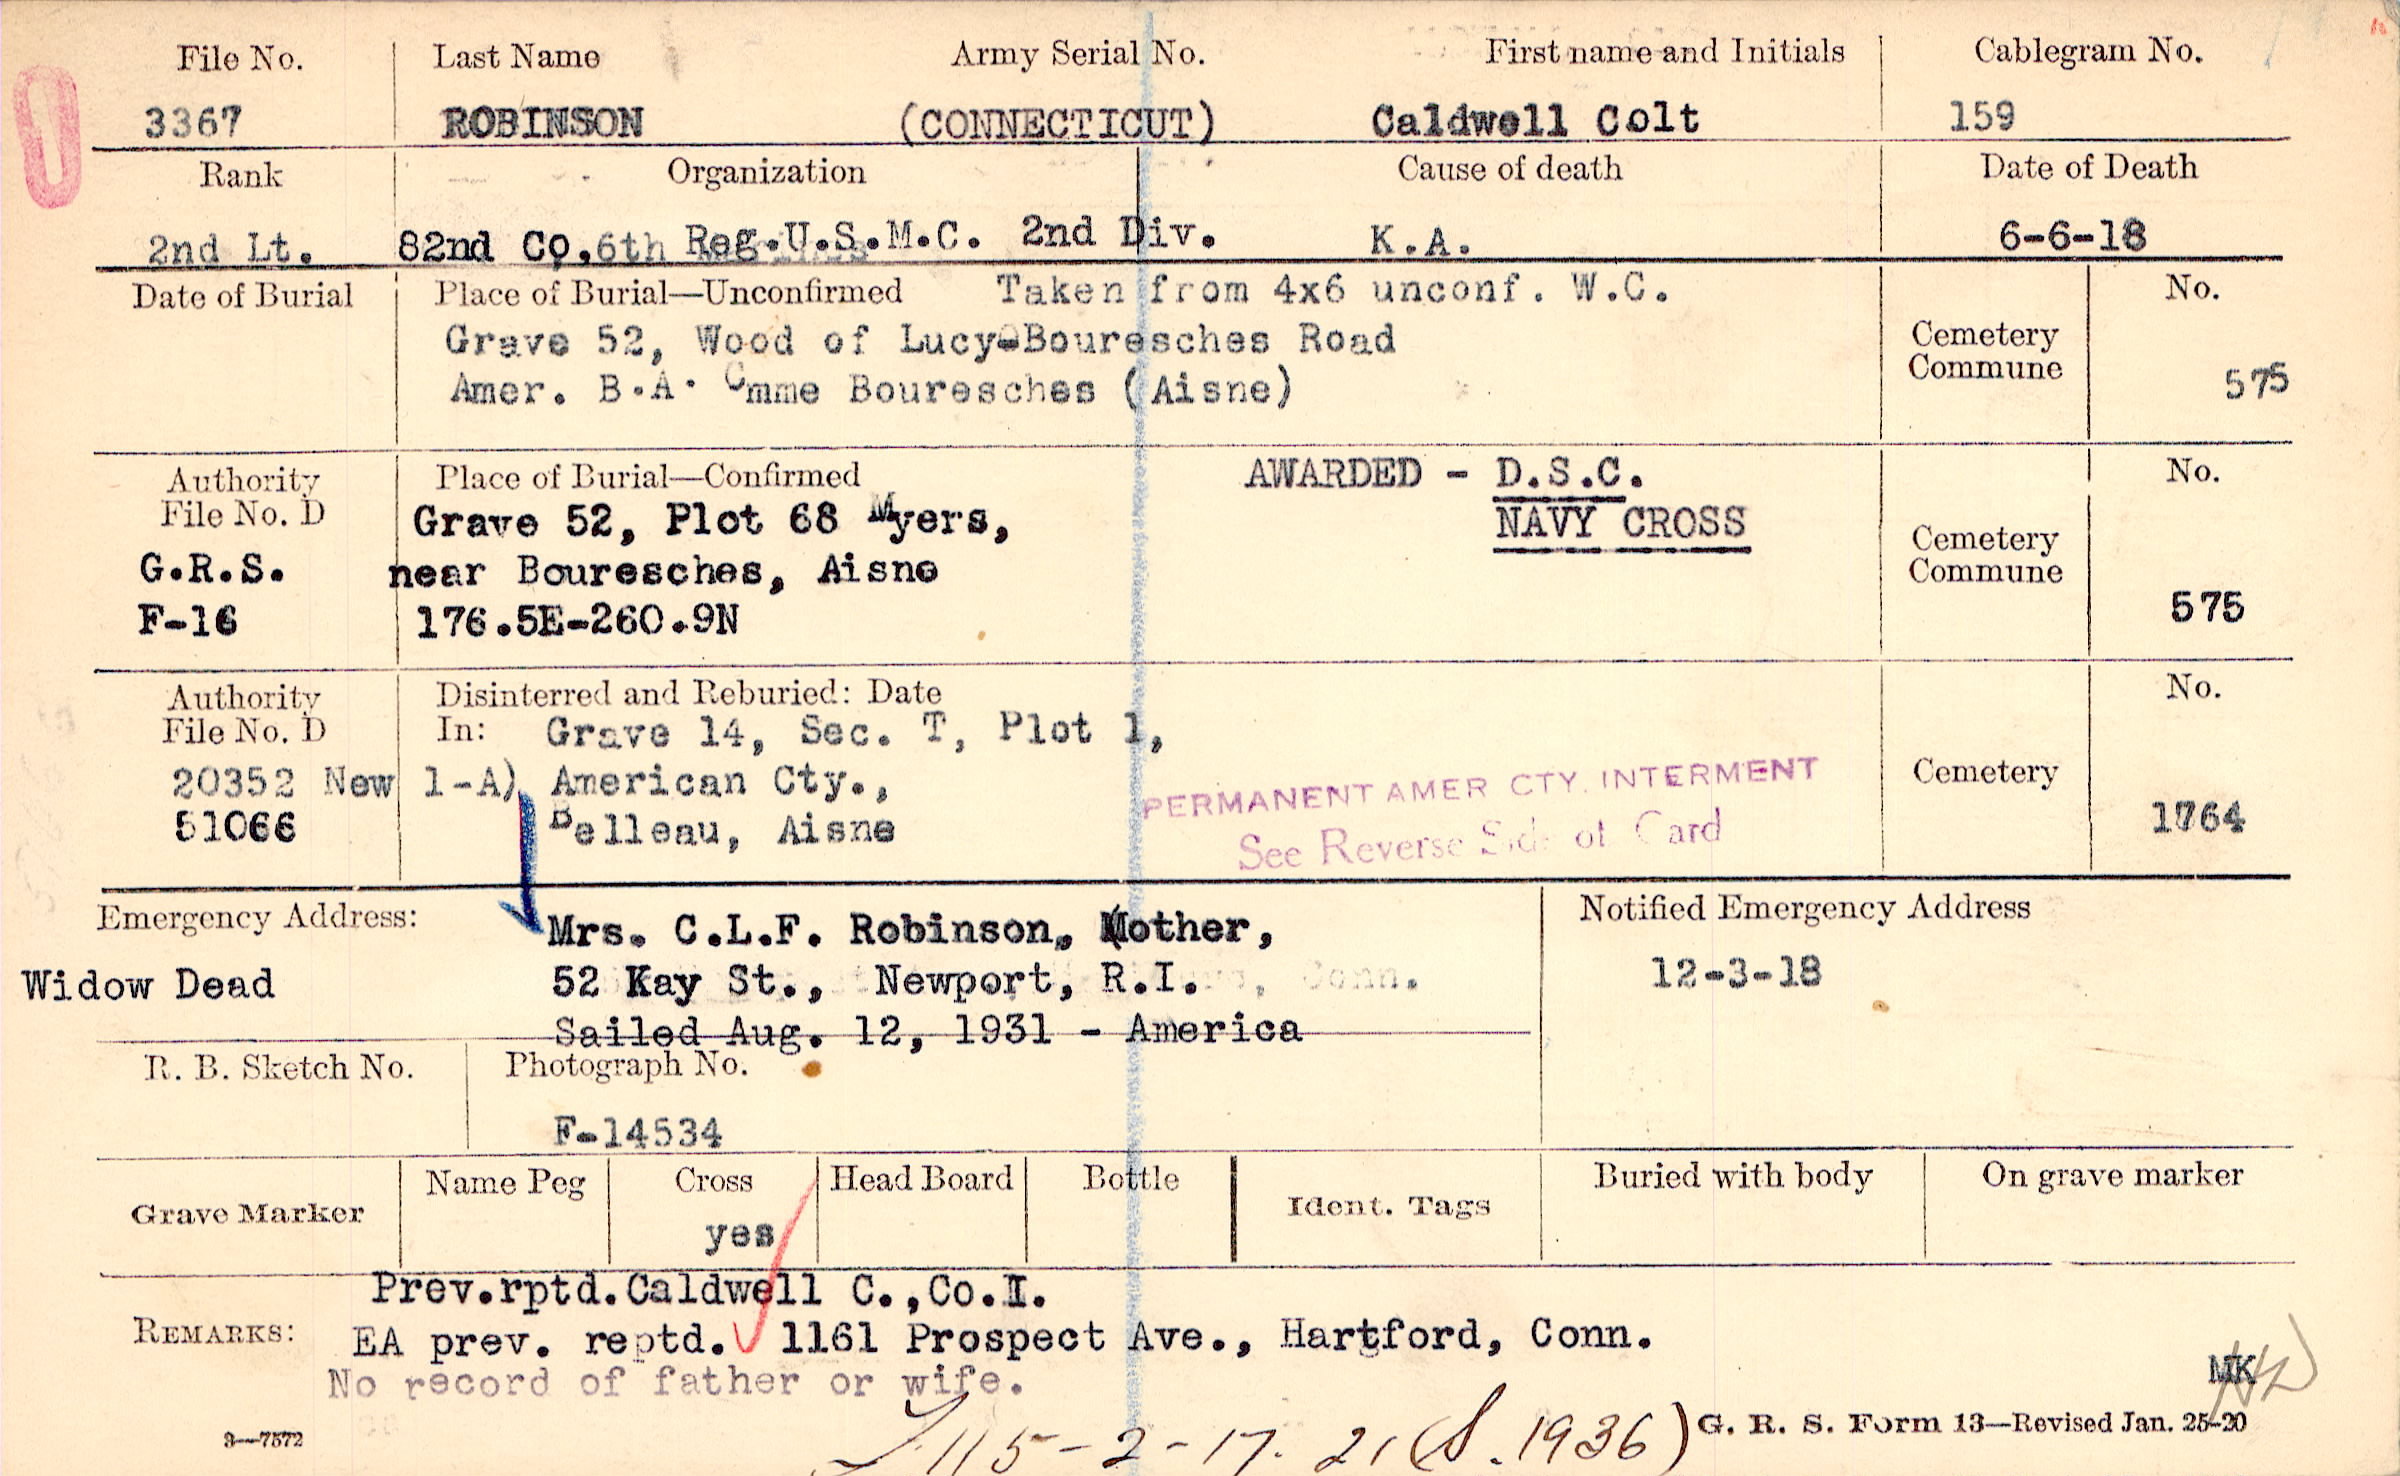 File No. Last Name Army Serial No. First name and Initials Cablegram No.
3367 ROBINSON (CONNECTICUT) Caldwell Colt 159
Rank Organization Cause of death Date of Death
2nd Lt. 82nd Co.,6th Reg.U.S.M.C. 2nd Div. K.A. 6-6-18
Date of Burial Place of Burial—Unconfirmed Taken from 4x6 unconf. W.C. No.
Grave 52, Wood of Lucy-Bouresches Road Cemetery
Amer. B.A. Cmme Bouresches (Aisne) Commune 575
Authority Place of Burial—Confirmed AWARDED - D.S.C. No.
File No. D Grave 52, Plot 68 Myers, NAVY CROSS Cemetery
G.R.S. near Bouresches, Aisne Commune
F-16 176.5E-260.9N 575
Authority Disinterred and Reburied: Date No.
File No. D In: Grave 14, Sec. T, Plot 1,
20352 New 1-A) American Cty., PERMANENT AMER CTY. INTERMENT Cemetery
51066 Belleau, Aisne See Reverse Side of Card 1764
Emergency Address: Mrs. C.L.F. Robinson, Mother, Notified Emergency Address
Widow Dead 52 Kay St., Newport, R.I. , Conn. 12-3-18
Sailed Aug. 12, 1931 - America
R. B. Sketch No. Photograph No.
F-14534
Grave Marker Name Peg Cross Head Board Bottle Ident. Tags Buried with body On grave marker
yes
Prev.rptd.Caldwell C.,Co.I.
REMARKS: EA prev. reptd. 1161 Prospect Ave., Hartford, Conn.
No record of father or wife. MK
3—7572 115-2-17. 21 (S. 1936) G. R. S. Form 13—Revised Jan. 25-20